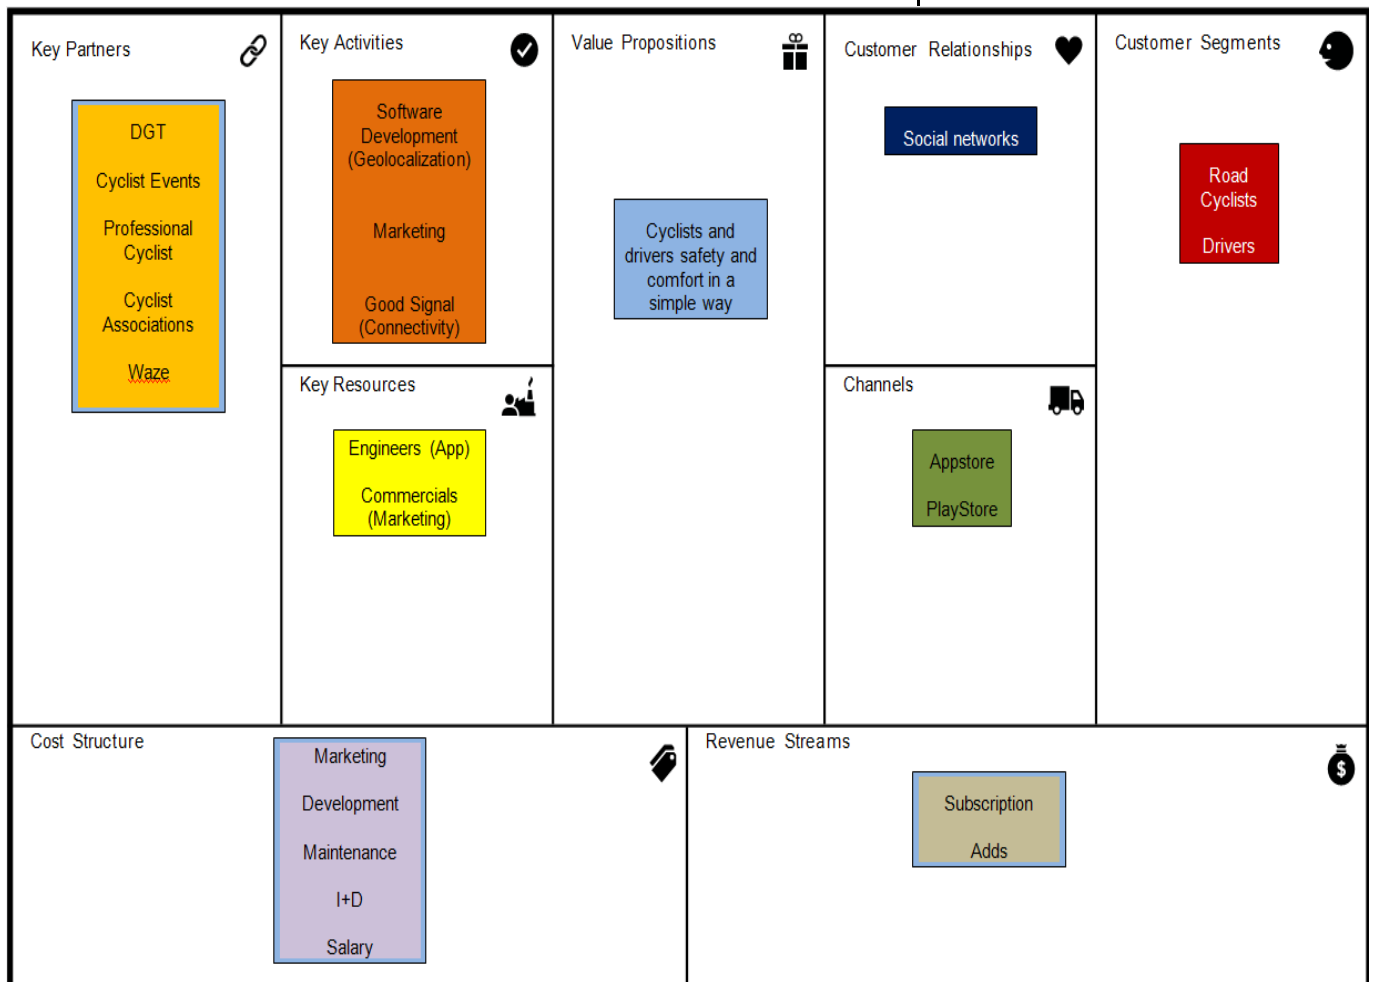 Key Partners
DGT
Cyclist Events
Professional
Cyclist
Cyclist
Associations
Waze
Key Activities
Software
Development
(Geolocalization)
Marketing
Good Signal
(Connectivity)
Key Resources
Engineers (App)
Commercials
(Marketing)
Value Propositions
Cyclists and
drivers safety and
comfort in a
simple way
Customer Relationships
Social networks
Channels
Appstore
PlayStore
Customer Segments
Road
Cyclists
Drivers
Cost Structure
Marketing
Development
Maintenance
I+D
Salary
Revenue Streams
$
Subscription
Adds